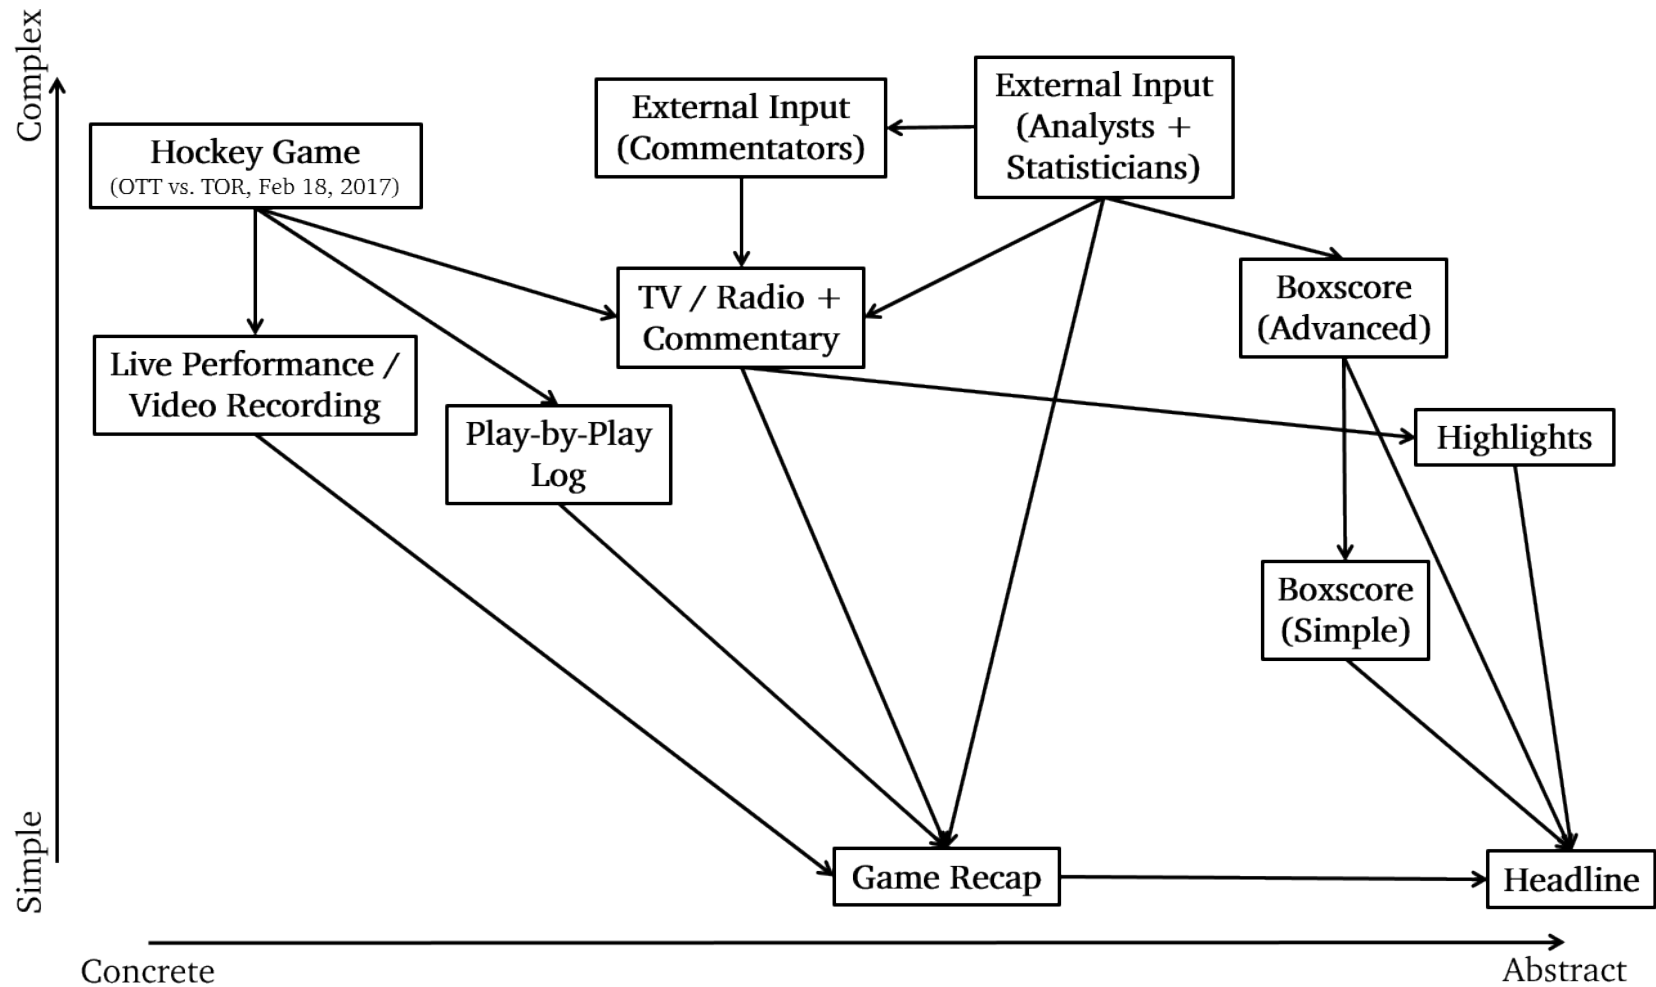 Complex
External Input
(Analysts +
Statisticians)
External Input
(Commentators)
Hockey Game
(OTT vs. TOR, Feb 18, 2017)
TV / Radio +
Commentary
Boxscore
(Advanced)
Live Performance /
Video Recording
Play-by-Play
Log
Highlights
Boxscore
(Simple)
Simple
Game Recap
Headline
Concrete
Abstract